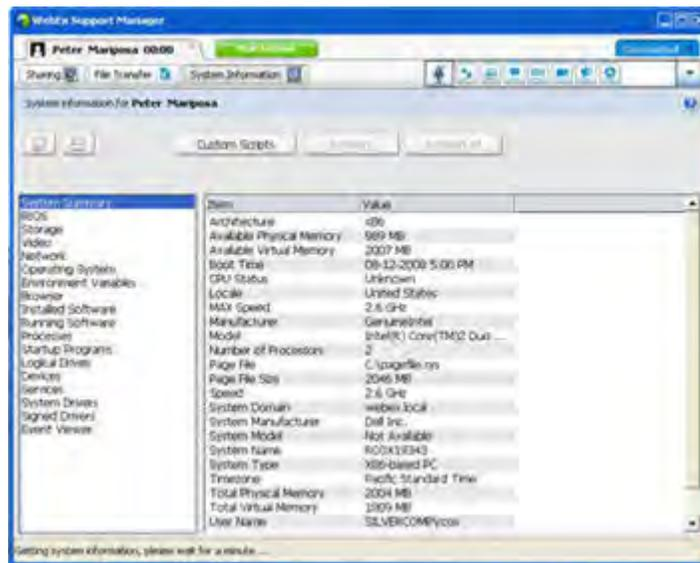 WebEx Support Manager
Peter Mariposa 00:00
Sharing File Transfer System Information
System information for Peter Mariposa
Custom Scripts
System Summary
BIOS
Storage
Video
Network
Operating System
Environment Variables
Browser
Installed Software
Running Software
Processes
Startup Programs
Logical Drives
Devices
Services
System Drivers
Signed Drivers
Event Viewer
Item Value
Architecture x86
Available Physical Memory 989 MB
Available Virtual Memory 2007 MB
Boot Time 08-12-2008 5:00 PM
CPU Status Unknown
Locale United States
MAX Speed 2.6 GHz
Manufacturer GenuineIntel
Model Intel(R) Core(TM)2 Duo ...
Number of Processors 2
Page File C:\pagefile.sys
Page File Size 2046 MB
Speed 2.6 GHz
System Domain webex.local
System Manufacturer Dell Inc.
System Model Not Available
System Name
System Type X86-based PC
Timezone Pacific Standard Time
Total Physical Memory 2004 MB
Total Virtual Memory
User Name
Getting system information, please wait for a minute ...